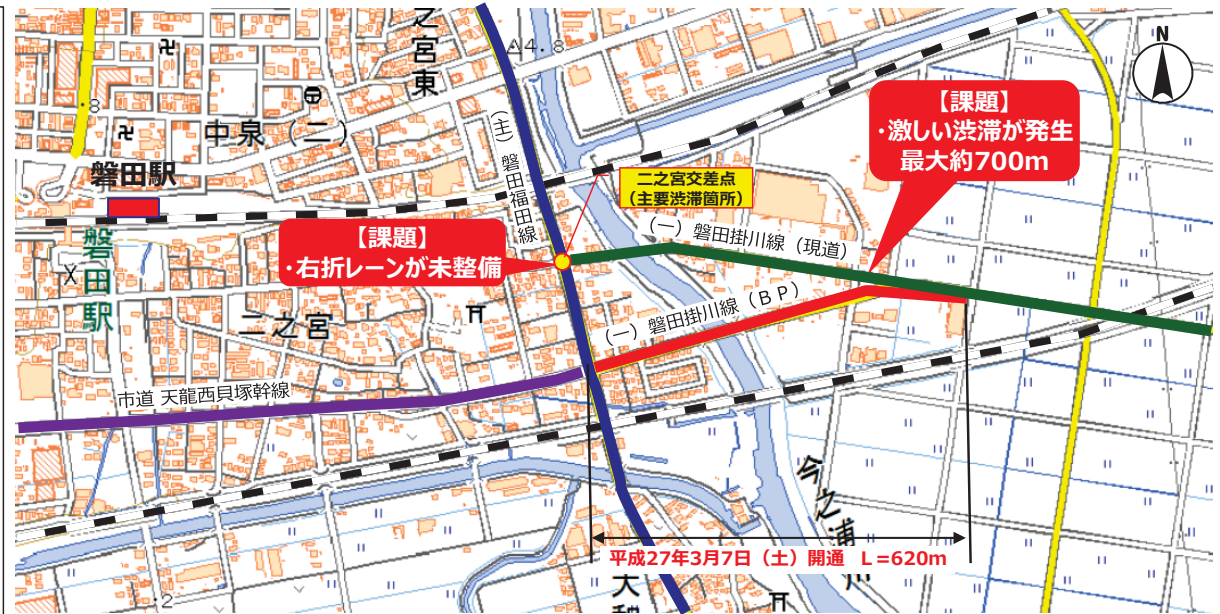 之宮東
4.8
N
.8
中泉（二）
磐田駅
(主) 磐田福田線
二之宮交差点
(主要渋滞箇所)
【課題】
・激しい渋滞が発生
最大約700m
【課題】
・右折レーンが未整備
(一) 磐田掛川線（現道）
磐田駅
二之宮
(一) 磐田掛川線（ＢＰ）
市道 天龍西貝塚幹線
今之浦川
平成27年3月7日（土）開通　L=620m
.2